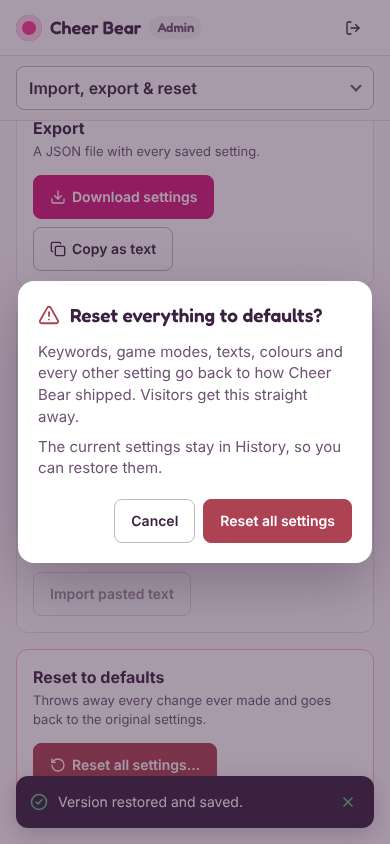 Cheer Bear Admin
Import, export & reset
Export
A JSON file with every saved setting.
Download settings
Copy as text
Reset everything to defaults?
Keywords, game modes, texts, colours and
every other setting go back to how Cheer
Bear shipped. Visitors get this straight
away.
The current settings stay in History, so you
can restore them.
Cancel Reset all settings
Import pasted text
Reset to defaults
Throws away every change ever made and goes
back to the original settings.
Reset all settings...
Version restored and saved.